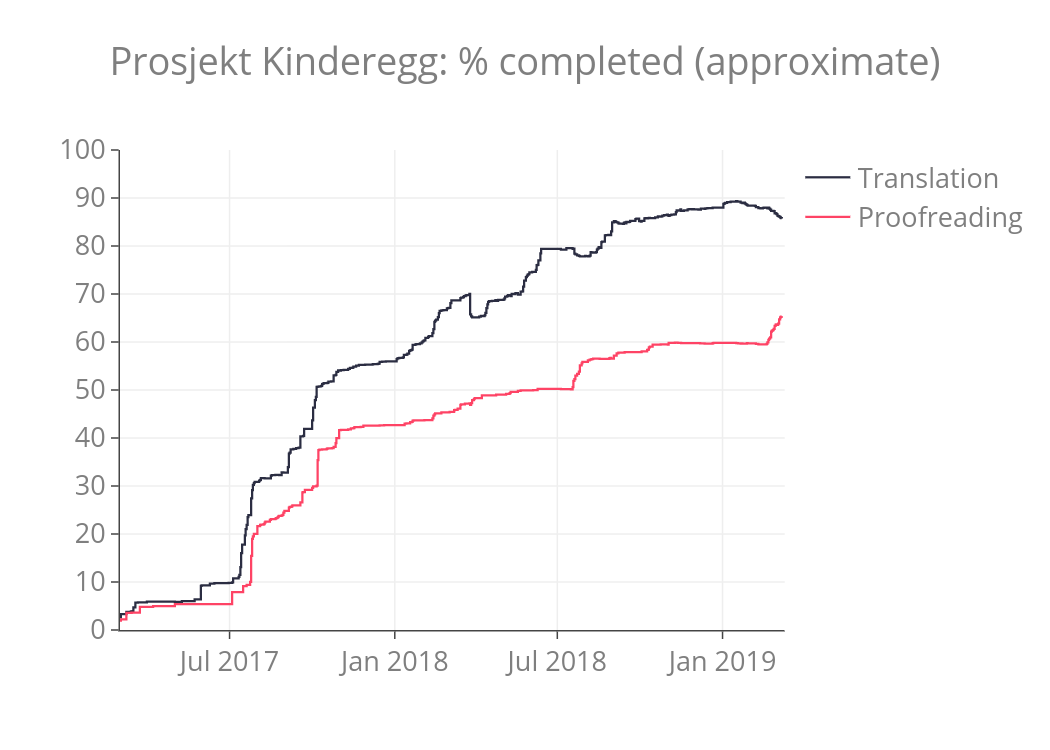 Prosjekt Kinderegg: % completed (approximate)
100
90
80
70
60
50
40
30
20
10
0
Jul 2017
Jan 2018
Jul 2018
Jan 2019
Translation
Proofreading